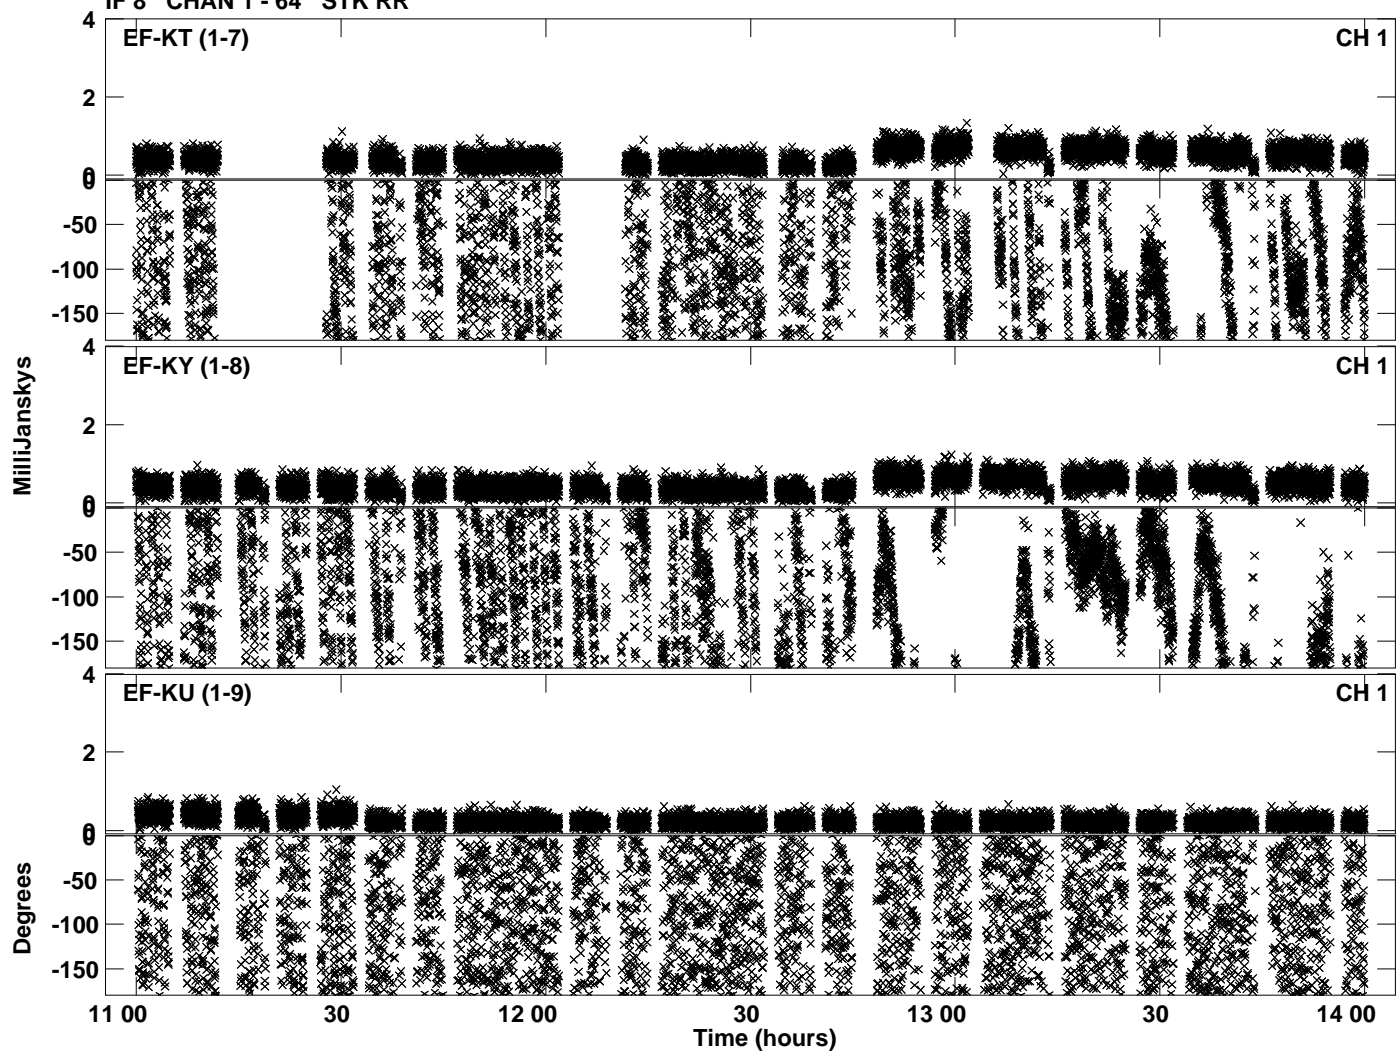 IF 8 CHAN 1 - 64 STK RR
EF-KT (1-7) CH 1
4
2
0
0
-50
-100
-150
EF-KY (1-8) CH 1
4
2
0
0
-50
-100
-150
EF-KU (1-9) CH 1
4
2
0
0
-50
-100
-150
MilliJanskys
Degrees
11 00 30 12 00 30 13 00 30 14 00
Time (hours)